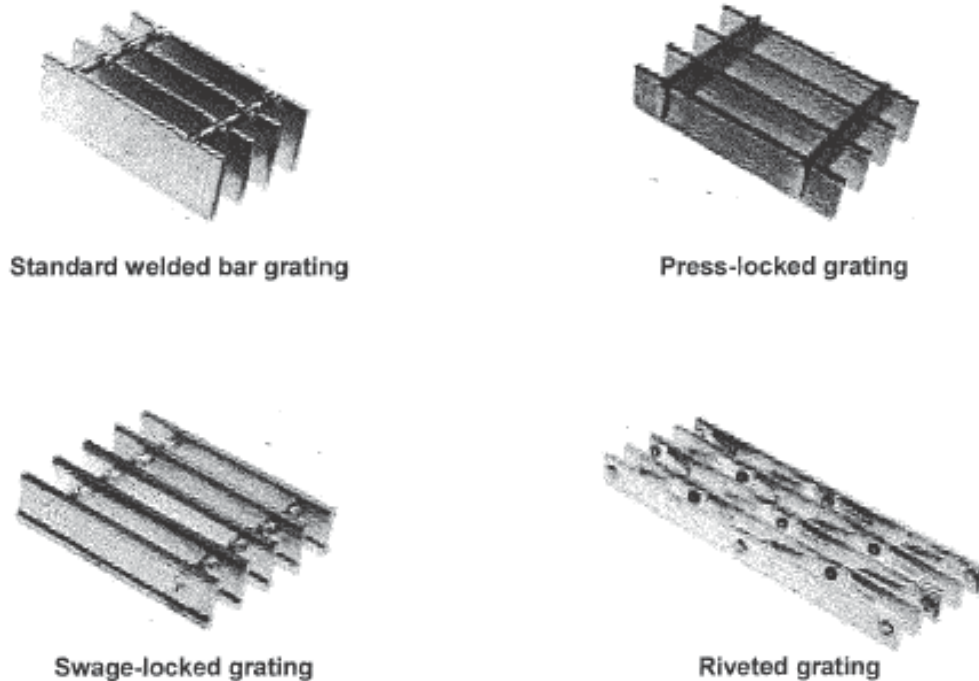 Standard welded bar grating
Press-locked grating
Swage-locked grating
Riveted grating